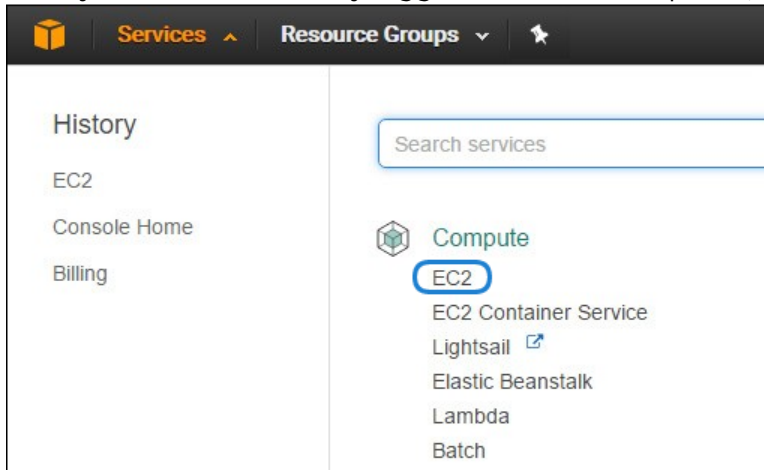 Services Resource Groups
History
EC2
Console Home
Billing
Search services
Compute
EC2
EC2 Container Service
Lightsail
Elastic Beanstalk
Lambda
Batch